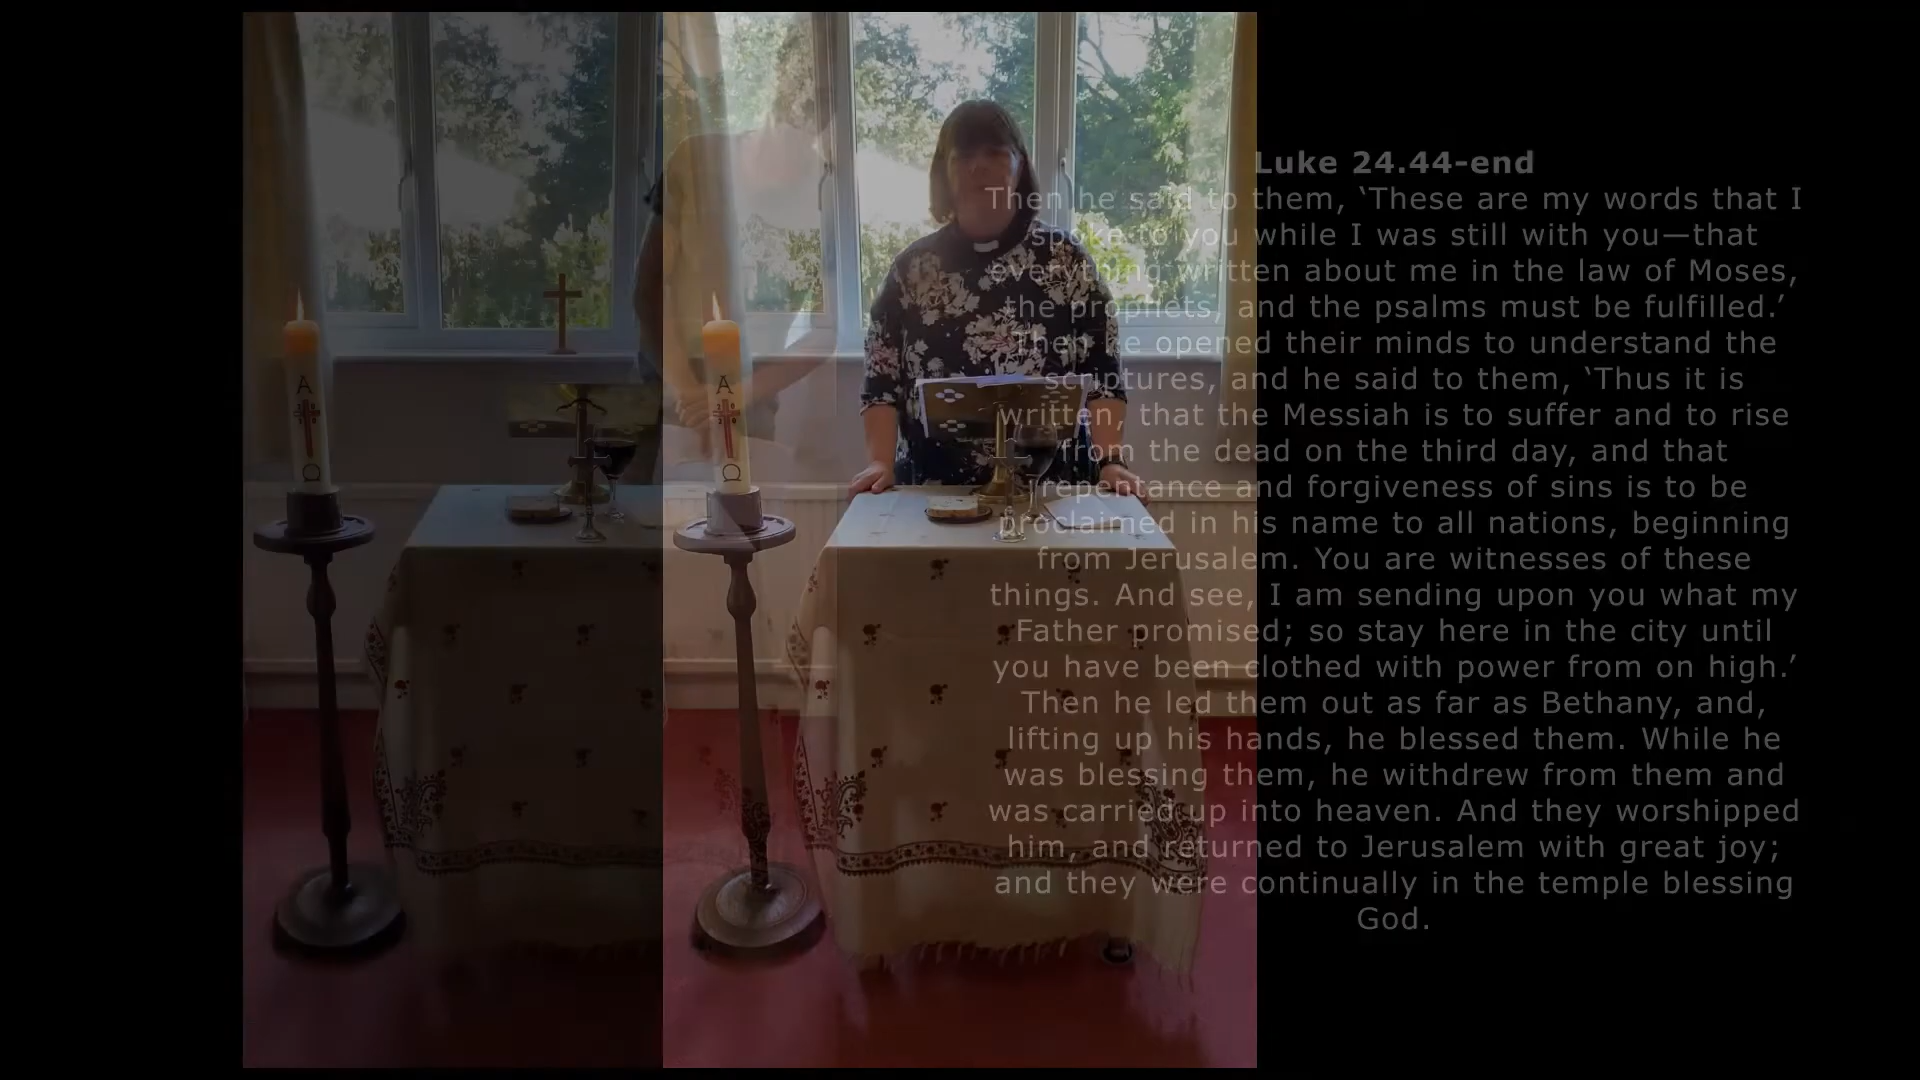 A
Ω
A
Ω
Luke 24.44-end
Then he said to them, ‘These are my words that I
spoke to you while I was still with you—that
everything written about me in the law of Moses,
the prophets, and the psalms must be fulfilled.’
Then he opened their minds to understand the
scriptures, and he said to them, ‘Thus it is
written, that the Messiah is to suffer and to rise
from the dead on the third day, and that
repentance and forgiveness of sins is to be
proclaimed in his name to all nations, beginning
from Jerusalem. You are witnesses of these
things. And see, I am sending upon you what my
Father promised; so stay here in the city until
you have been clothed with power from on high.’
Then he led them out as far as Bethany, and,
lifting up his hands, he blessed them. While he
was blessing them, he withdrew from them and
was carried up into heaven. And they worshipped
him, and returned to Jerusalem with great joy;
and they were continually in the temple blessing
God.